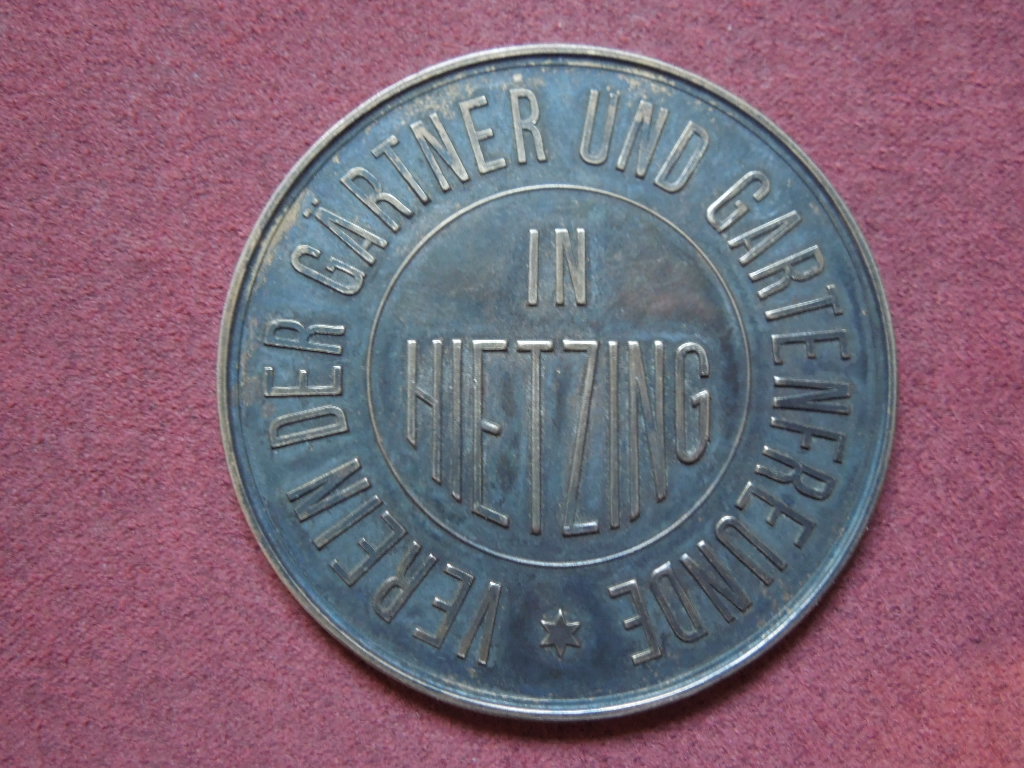 VEREIN DER GÄRTNER UND GARTENFREUNDE
IN
HIETZING